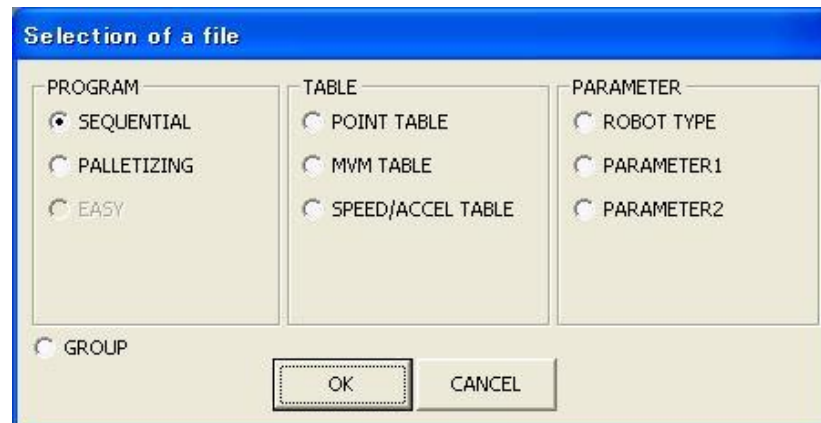 Selection of a file
PROGRAM
SEQUENTIAL
PALLETIZING
EASY
TABLE
POINT TABLE
MVM TABLE
SPEED/ACCEL TABLE
PARAMETER
ROBOT TYPE
PARAMETER1
PARAMETER2
GROUP
OK
CANCEL